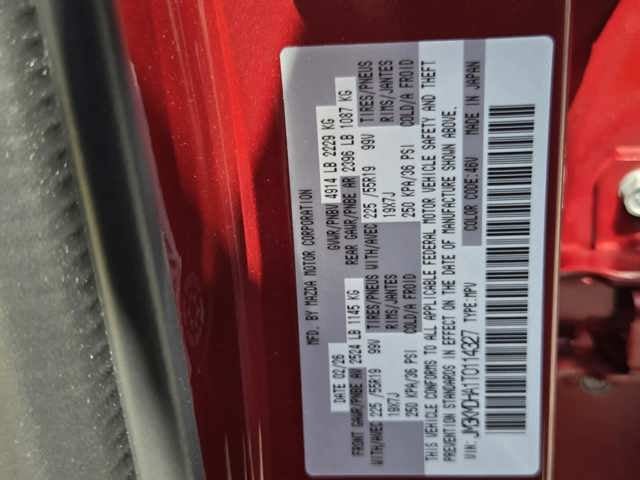 MFD. BY MAZDA MOTOR CORPORATION
DATE 02/26 GVWR/PNBV 4914 LB 2229 KG
FRONT GAWR/PNBE AV 2524 LB 1145 KG REAR GAWR/PNBE AR 2396 LB 1087 KG
WITH/AVEC 225 /55R19 99V TIRES/PNEUS WITH/AVEC 225 /55R19 99V TIRES/PNEUS
19X7J RIMS/JANTES 19X7J RIMS/JANTES
250 KPA/36 PSI COLD/A FROID 250 KPA/36 PSI COLD/A FROID
THIS VEHICLE CONFORMS TO ALL APPLICABLE FEDERAL MOTOR VEHICLE SAFETY AND THEFT
PREVENTION STANDARDS IN EFFECT ON THE DATE OF MANUFACTURE SHOWN ABOVE.
VIN: JM3KMDHA1T0114327 TYPE:MPV COLOR CODE:46V MADE IN JAPAN